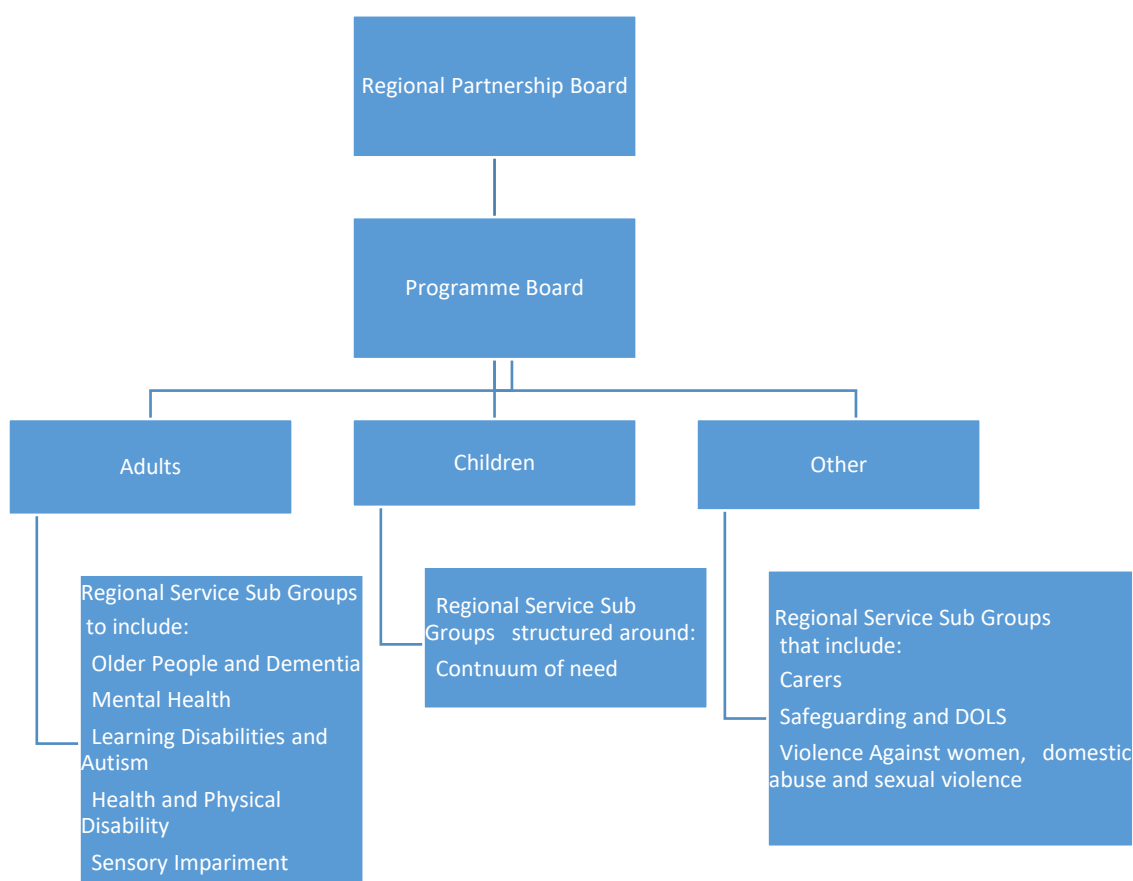 Regional Partnership Board
Programme Board
Adults
Children
Other
Regional Service Sub Groups
to include:
Older People and Dementia
Mental Health
Learning Disabilities and
Autism
Health and Physical
Disability
Sensory Impariment
Regional Service Sub
Groups structured around:
Contnuum of need
Regional Service Sub Groups
that include:
Carers
Safeguarding and DOLS
Violence Against women, domestic
abuse and sexual violence